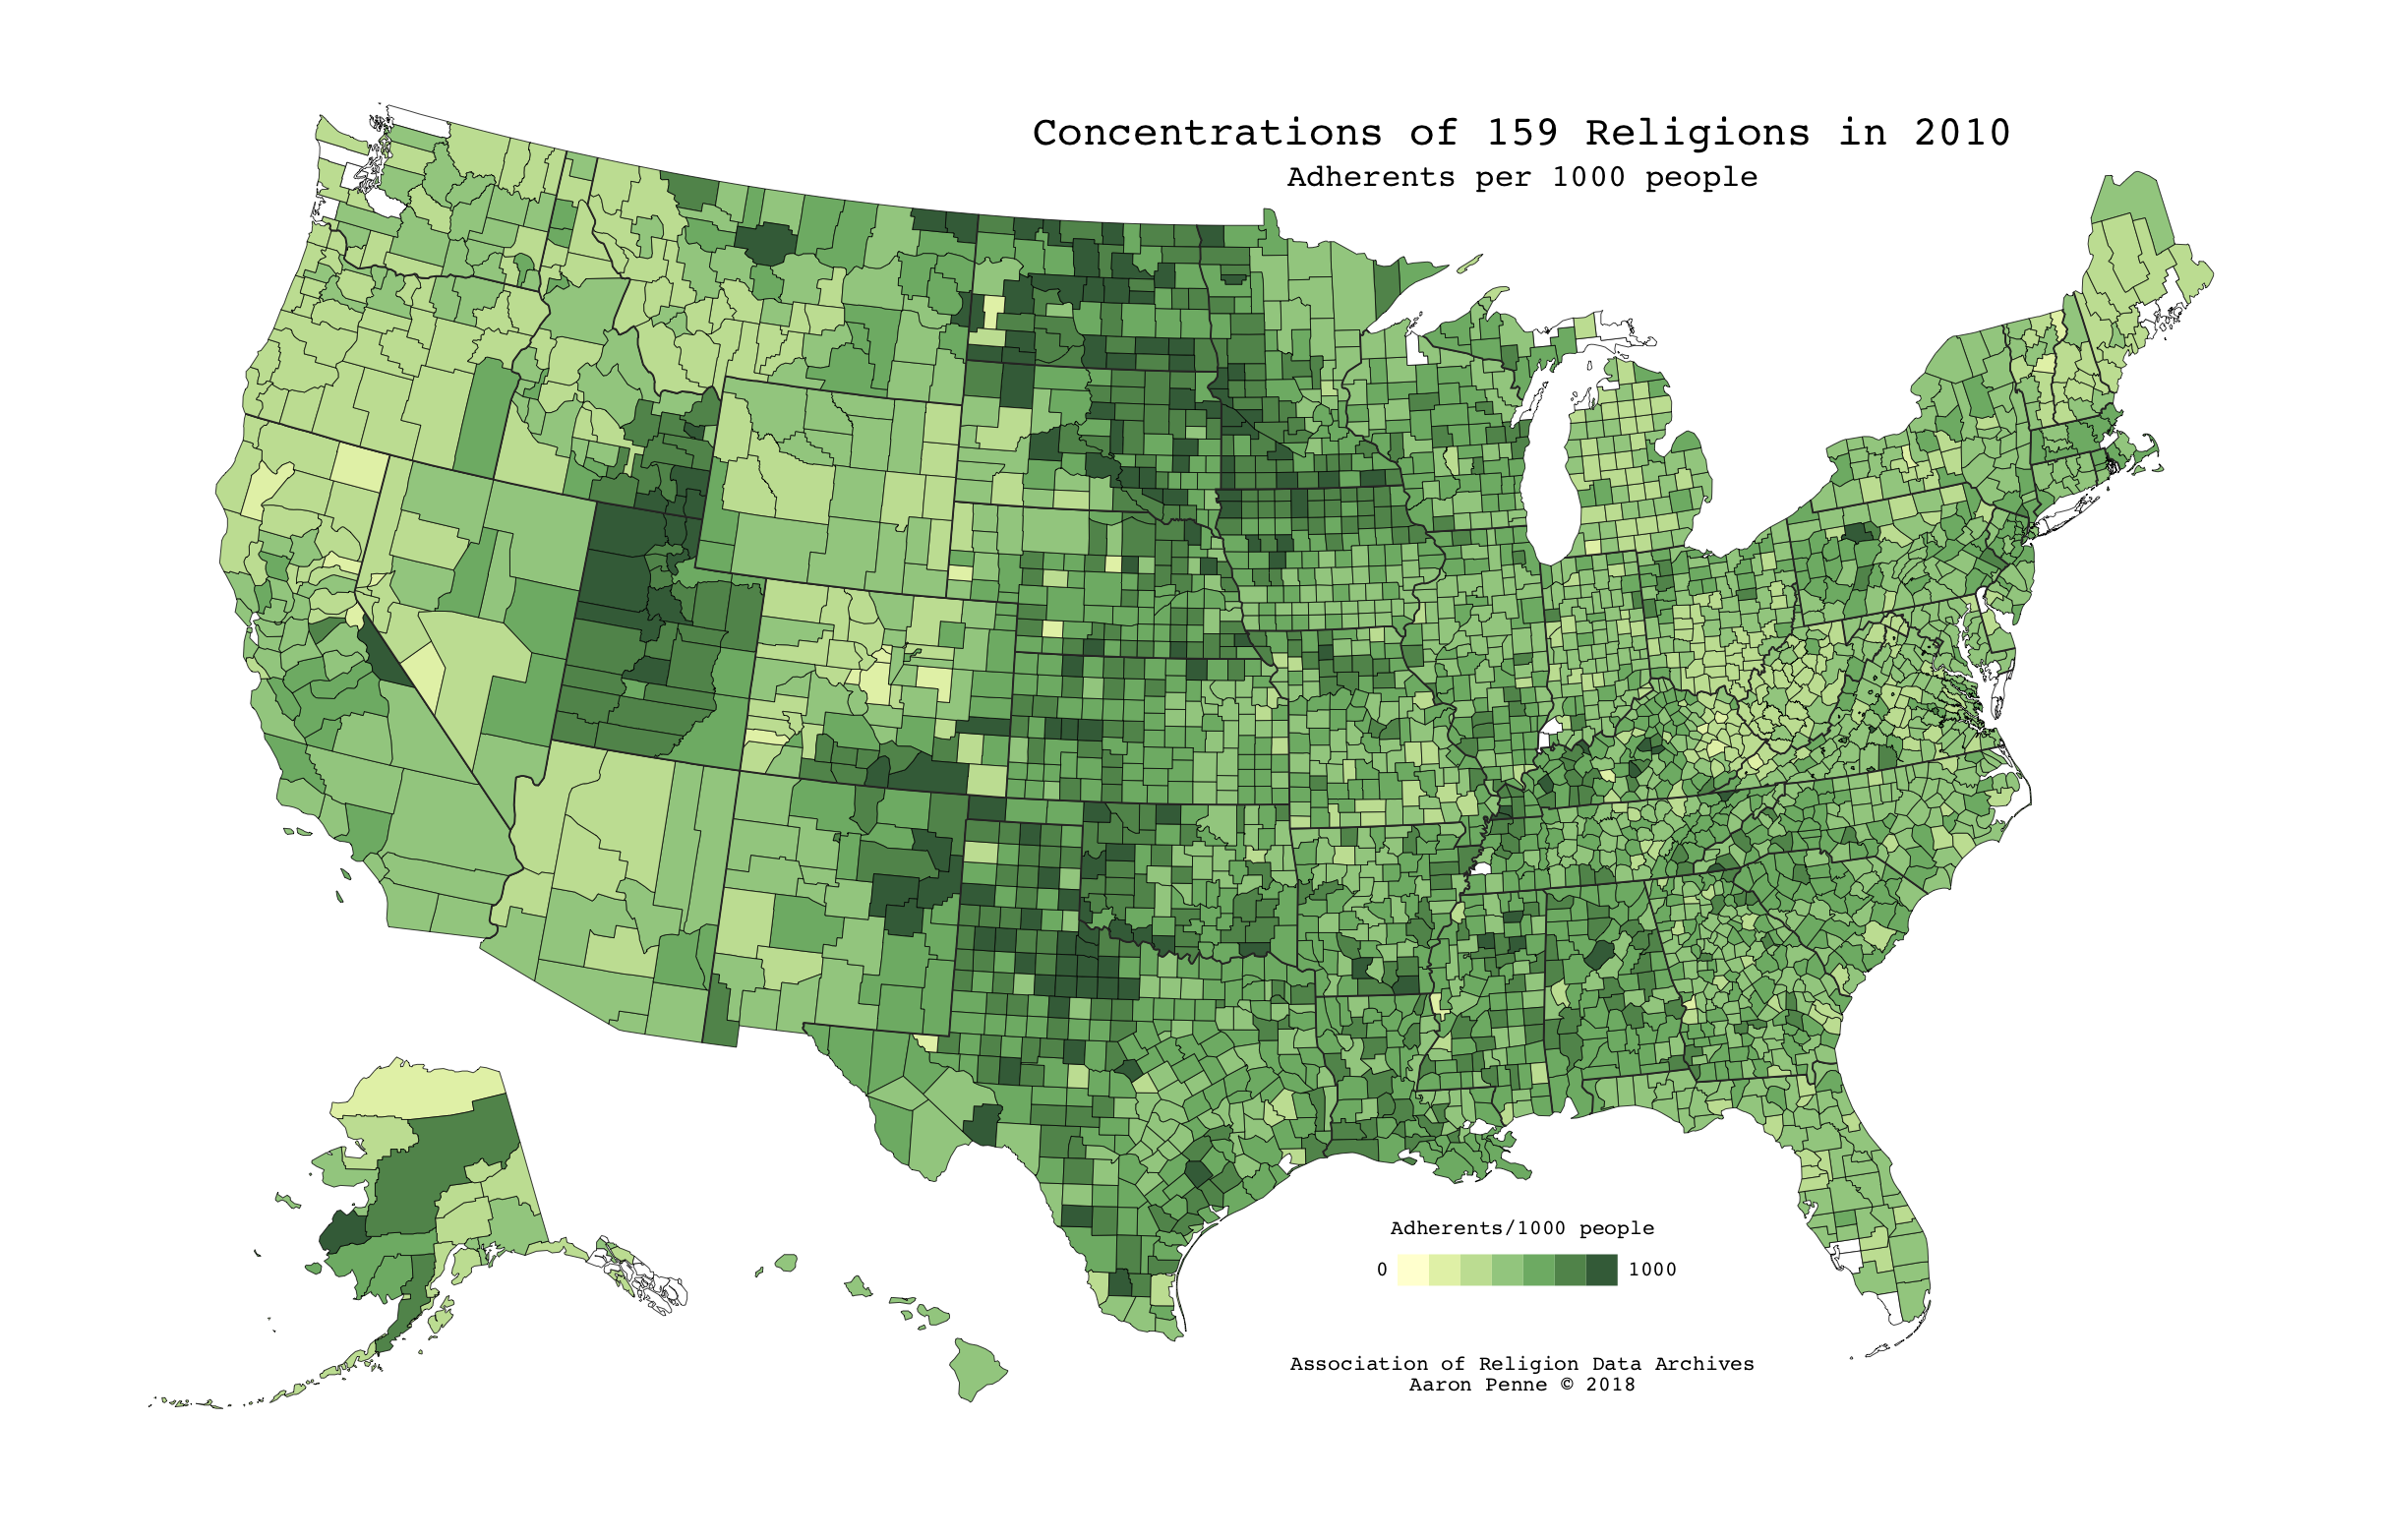 Concentrations of 159 Religions in 2010
Adherents per 1000 people
Adherents/1000 people
0 1000
Association of Religion Data Archives
Aaron Penne © 2018